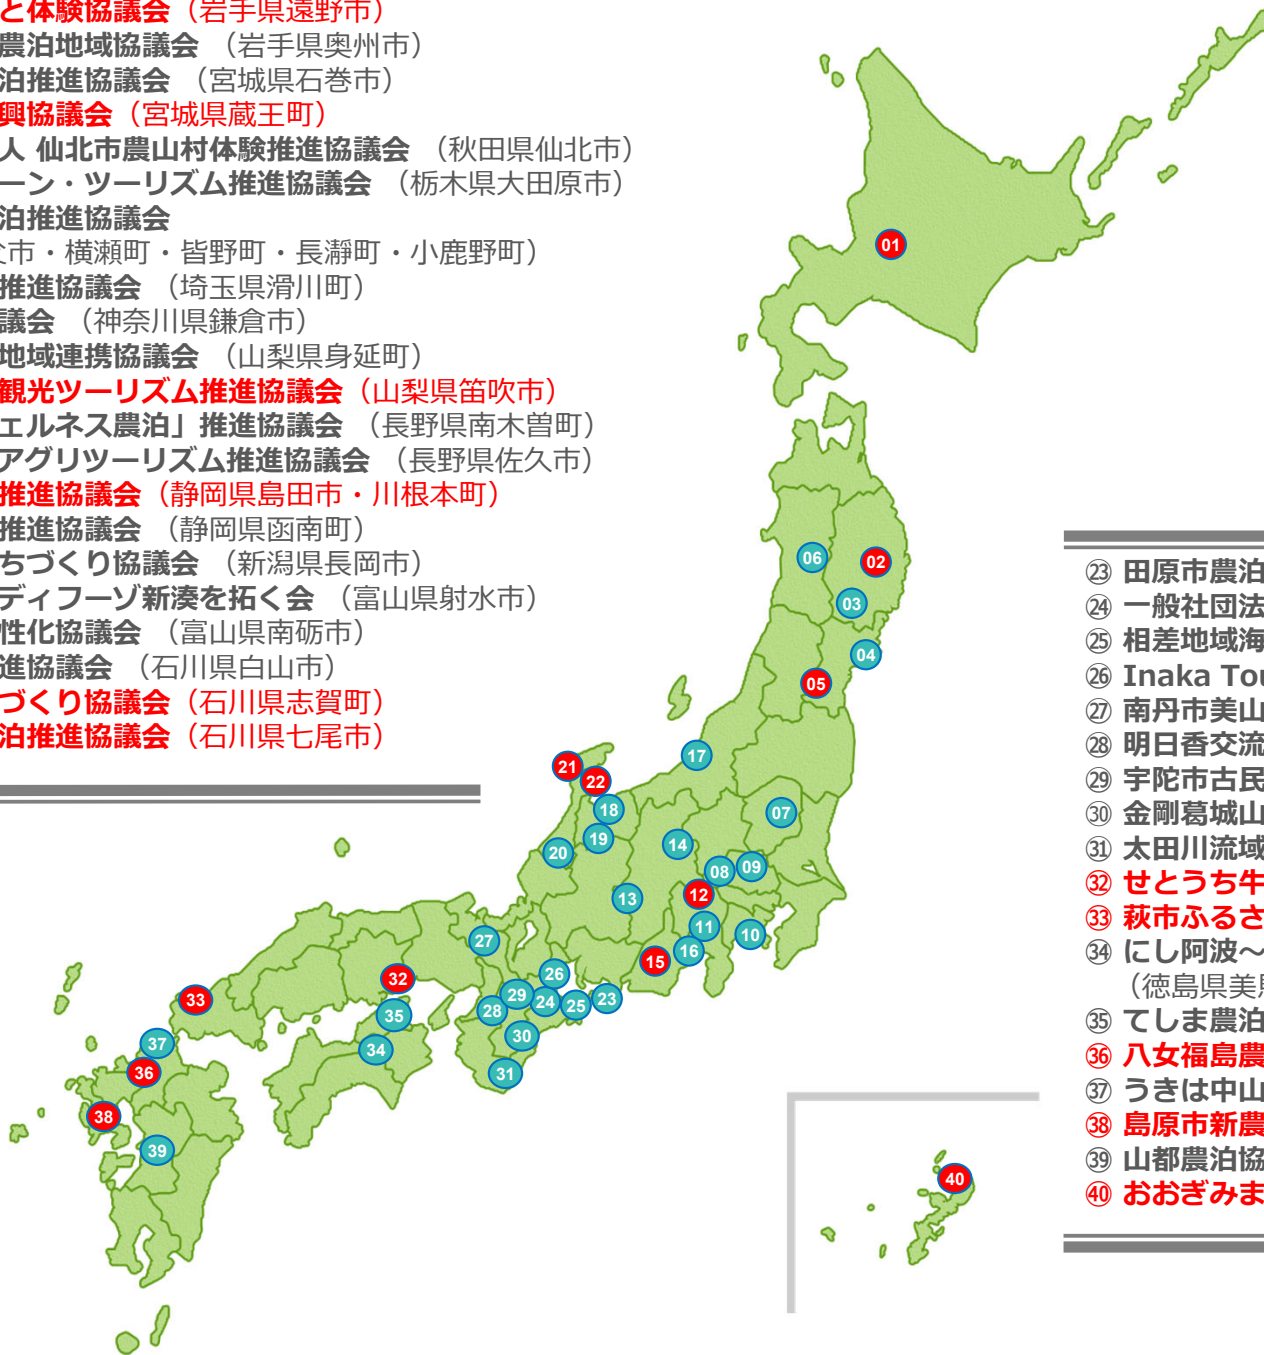 と体験協議会（岩手県遠野市）
農泊地域協議会 （岩手県奥州市）
泊推進協議会 （宮城県石巻市）
興協議会（宮城県蔵王町）
人 仙北市農山村体験推進協議会 （秋田県仙北市）
ーン・ツーリズム推進協議会 （栃木県大田原市）
泊推進協議会
市・横瀬町・皆野町・長瀞町・小鹿野町）
推進協議会 （埼玉県滑川町）
議会 （神奈川県鎌倉市）
地域連携協議会 （山梨県身延町）
観光ツーリズム推進協議会（山梨県笛吹市）
ェルネス農泊」推進協議会 （長野県南木曽町）
アグリツーリズム推進協議会 （長野県佐久市）
推進協議会（静岡県島田市・川根本町）
推進協議会 （静岡県函南町）
ちづくり協議会 （新潟県長岡市）
ディフーゾ新湊を拓く会 （富山県射水市）
性化協議会 （富山県南砺市）
進協議会 （石川県白山市）
づくり協議会（石川県志賀町）
泊推進協議会（石川県七尾市）
01
06
02
03
04
05
17
21
22
18
07
19
14
20
08
09
12
13
11
10
27
16
15
26
32
29
24
25
23
33
28
35
30
37
34
31
36
38
39
40
㉓ 田原市農泊
㉔ 一般社団法
㉕ 相差地域海
㉖ Inaka Tou
㉗ 南丹市美山
㉘ 明日香交流
㉙ 宇陀市古民
㉚ 金剛葛城山
㉛ 太田川流域
㉜ せとうち牛
㉝ 萩市ふるさ
㉞ にし阿波～
（徳島県美馬
㉟ てしま農泊
㊱ 八女福島農
㊲ うきは中山
㊳ 島原市新農
㊴ 山都農泊協
㊵ おおぎみま